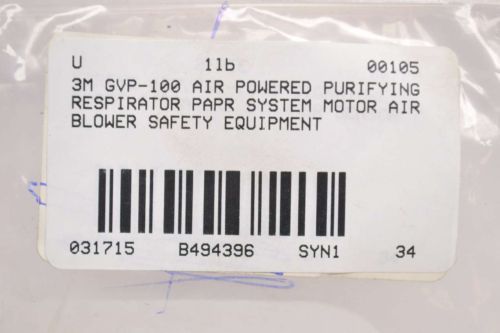 U 1lb 00105
3M GVP-100 AIR POWERED PURIFYING
RESPIRATOR PAPR SYSTEM MOTOR AIR
BLOWER SAFETY EQUIPMENT
031715 B494396 SYN1 34